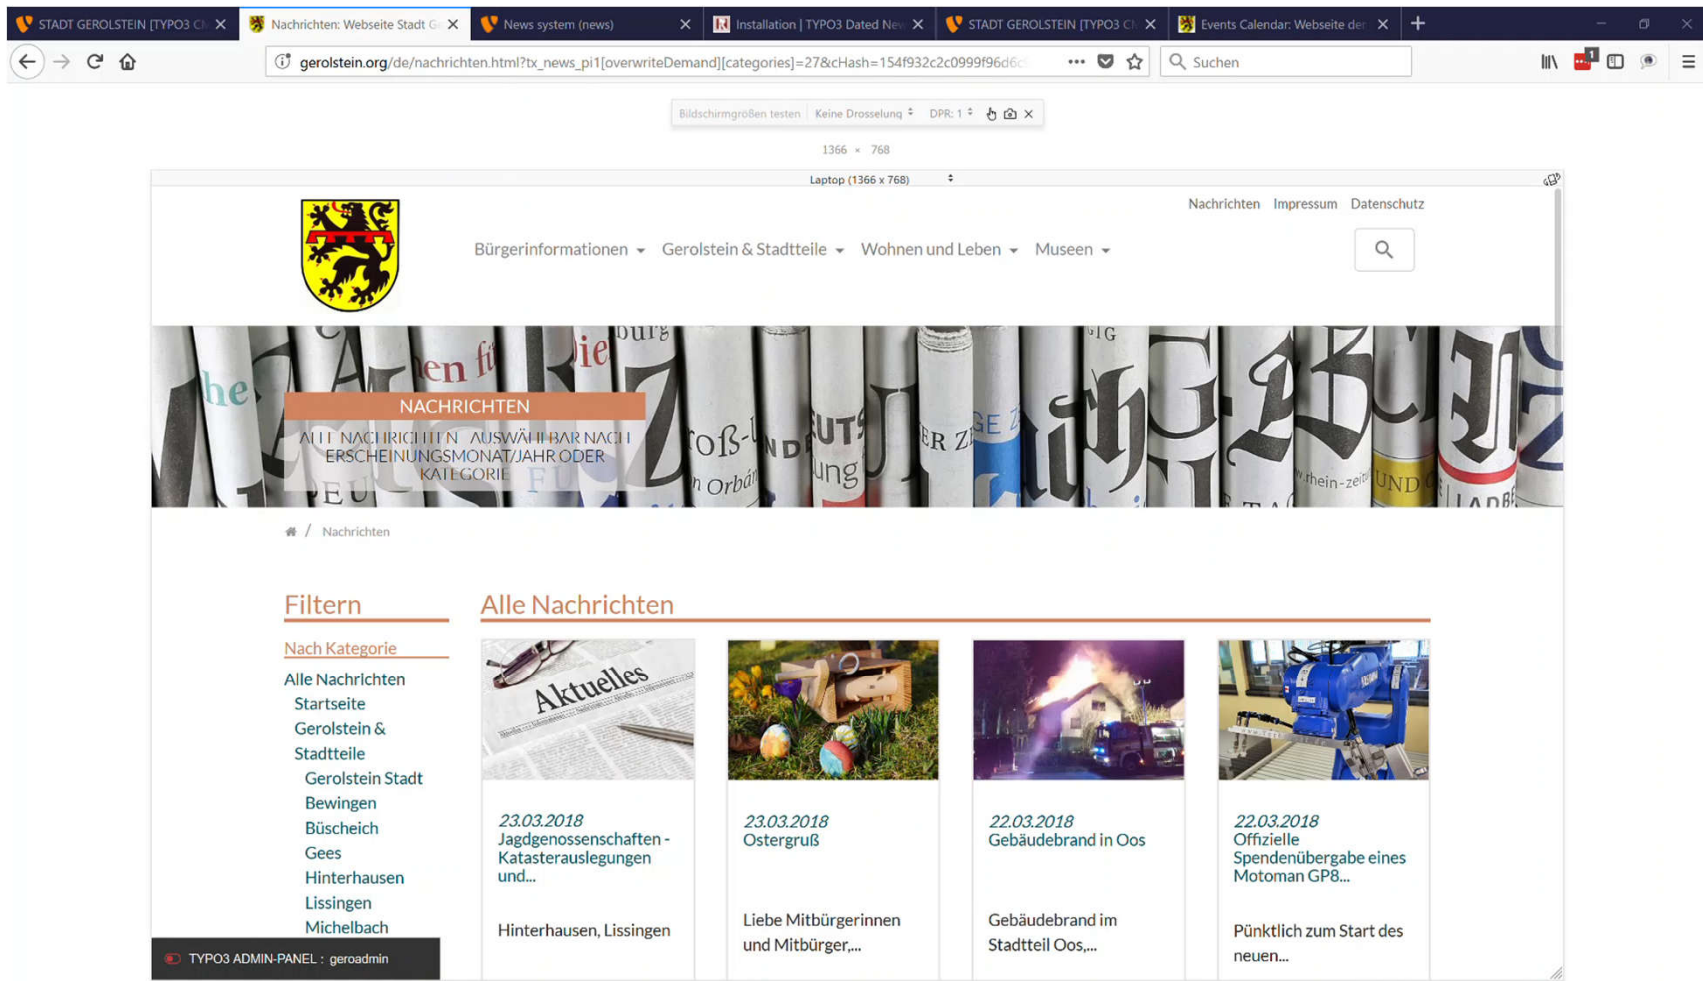 STADT GEROLSTEIN [TYPO3 C
Nachrichten: Webseite Stadt G
News system (news)
Installation | TYPO3 Dated New
STADT GEROLSTEIN [TYPO3 C
Events Calendar: Webseite der
gerolstein.org/de/nachrichten.html?tx_news_pi1[overwriteDemand][categories]=27&cHash=154f932c2c0999f96d6c
Suchen
1
Bildschirmgrößen testen Keine Drosselung DPR: 1
1366 × 768
Laptop (1366 x 768)
Nachrichten Impressum Datenschutz
Bürgerinformationen Gerolstein & Stadtteile Wohnen und Leben Museen
NACHRICHTEN
ALLE NACHRICHTEN AUSWÄHLBAR NACH
ERSCHEINUNGSMONAT/JAHR ODER
KATEGORIE
/ Nachrichten
Filtern
Nach Kategorie
Alle Nachrichten
Startseite
Gerolstein &
Stadtteile
Gerolstein Stadt
Bewingen
Büscheich
Gees
Hinterhausen
Lissingen
Michelbach
Alle Nachrichten
Aktuelles
23.03.2018
Jagdgenossenschaften -
Katasterauslegungen
und...
Hinterhausen, Lissingen
23.03.2018
Ostergruß
Liebe Mitbürgerinnen
und Mitbürger,...
22.03.2018
Gebäudebrand in Oos
Gebäudebrand im
Stadtteil Oos,...
22.03.2018
Offizielle
Spendenübergabe eines
Motoman GP8...
Pünktlich zum Start des
neuen...
TYPO3 ADMIN-PANEL : geroadmin